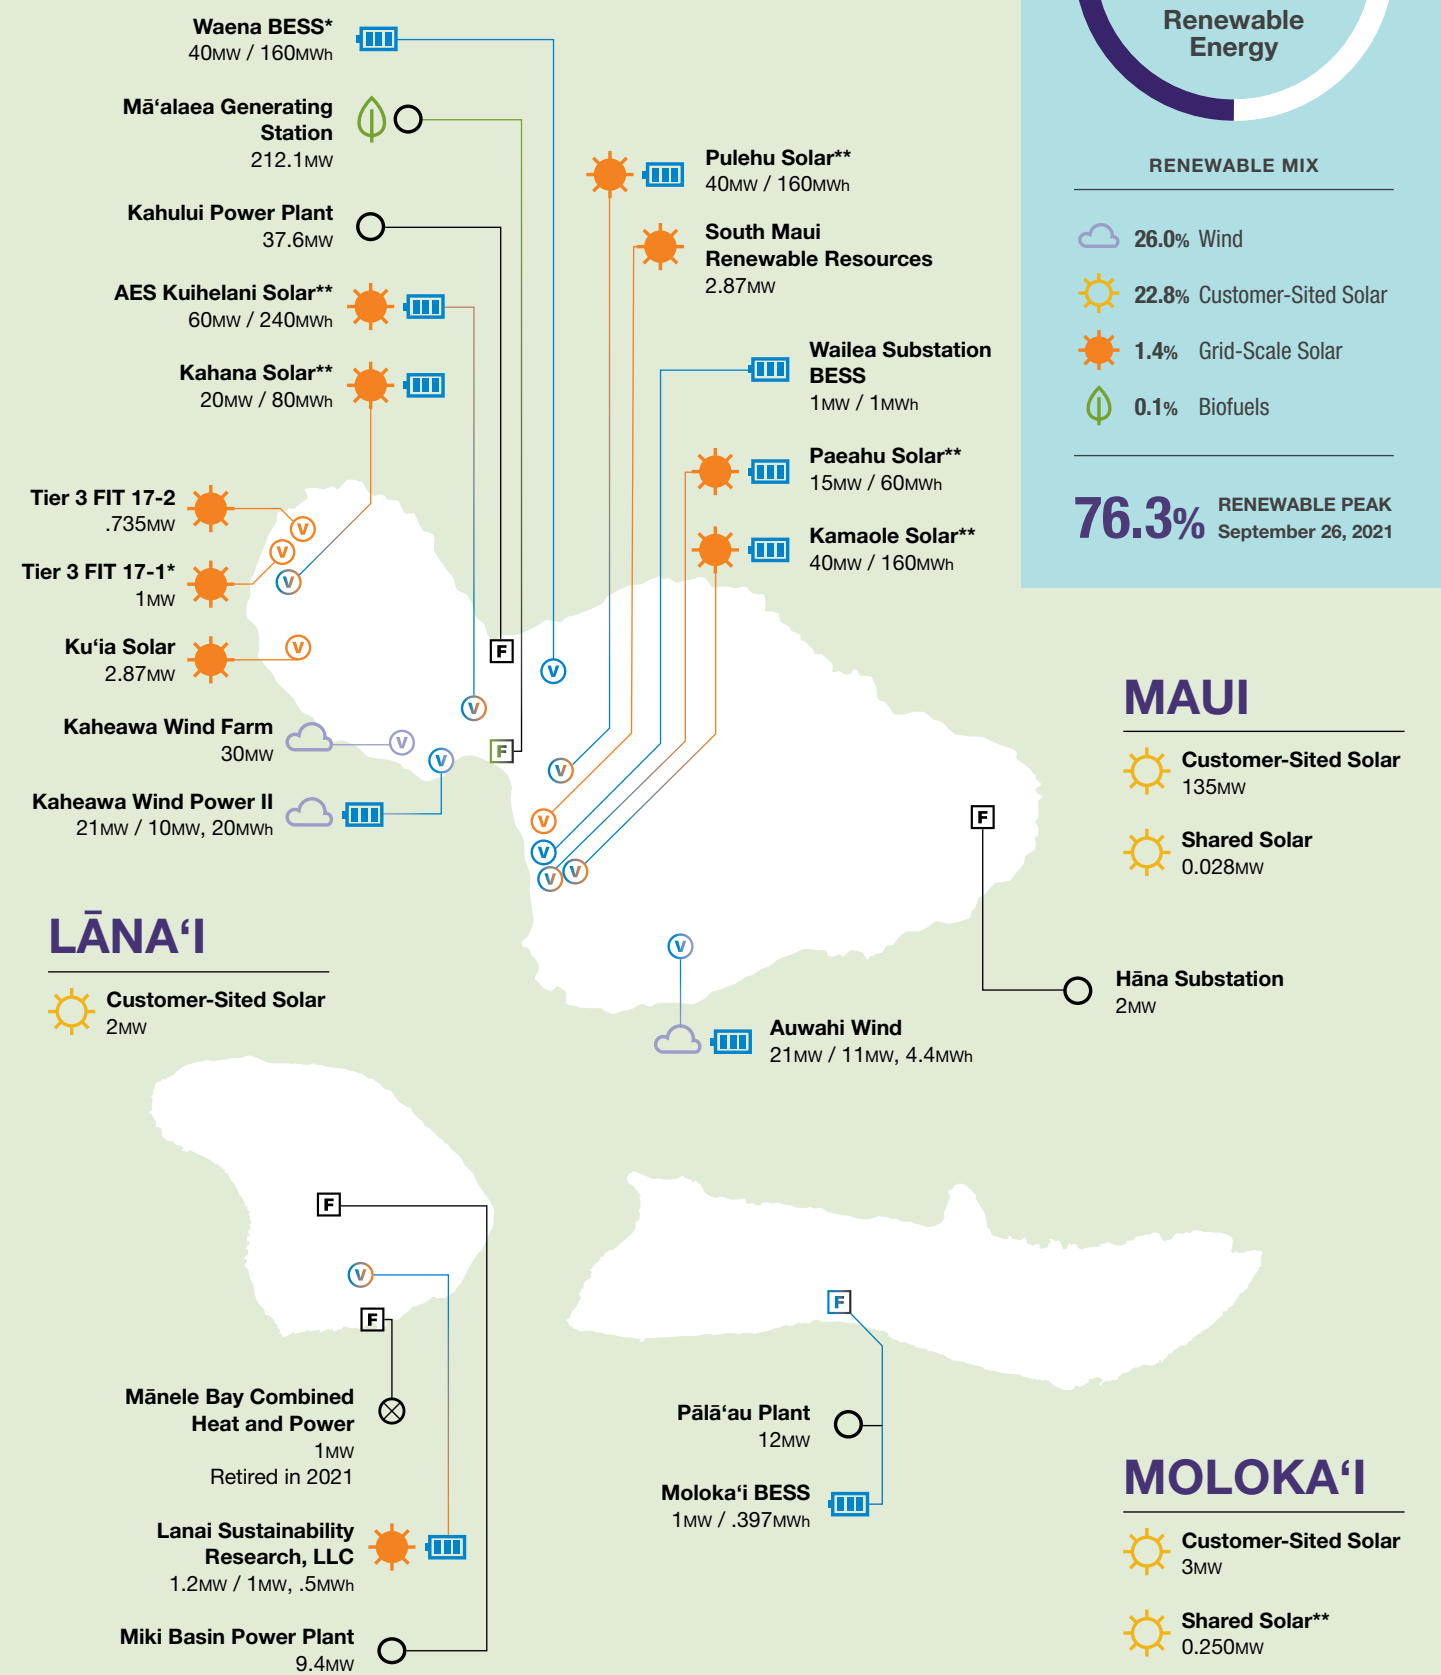 Waena BESS*
40MW / 160MWh
Mā‘alaea Generating
Station
212.1MW
Kahului Power Plant
37.6MW
AES Kuihelani Solar**
60MW / 240MWh
Kahana Solar**
20MW / 80MWh
Tier 3 FIT 17-2
.735MW
Tier 3 FIT 17-1*
1MW
Ku‘ia Solar
2.87MW
Kaheawa Wind Farm
30MW
Kaheawa Wind Power II
21MW / 10MW, 20MWh
Pulehu Solar**
40MW / 160MWh
South Maui
Renewable Resources
2.87MW
Wailea Substation
BESS
1MW / 1MWh
Paeahu Solar**
15MW / 60MWh
Kamaole Solar**
40MW / 160MWh
Renewable
Energy
RENEWABLE MIX
26.0% Wind
22.8% Customer-Sited Solar
1.4% Grid-Scale Solar
0.1% Biofuels
76.3% RENEWABLE PEAK
September 26, 2021
V
V
V
V
F
V
V
V
V
F
V
V
V
V
V
F
V
MAUI
Customer-Sited Solar
135MW
Shared Solar
0.028MW
Hāna Substation
2MW
Auwahi Wind
21MW / 11MW, 4.4MWh
LĀNA‘I
Customer-Sited Solar
2MW
F
V
F
Mānele Bay Combined
Heat and Power
1MW
Retired in 2021
Lanai Sustainability
Research, LLC
1.2MW / 1MW, .5MWh
Miki Basin Power Plant
9.4MW
F
Pālā‘au Plant
12MW
Moloka‘i BESS
1MW / .397MWh
MOLOKA‘I
Customer-Sited Solar
3MW
Shared Solar**
0.250MW